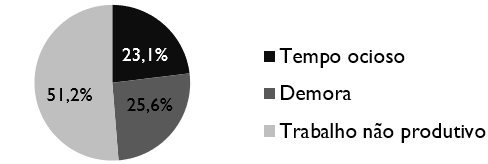 23,1%
51,2%
25,6%
Tempo ocioso
Demora
Trabalho não produtivo